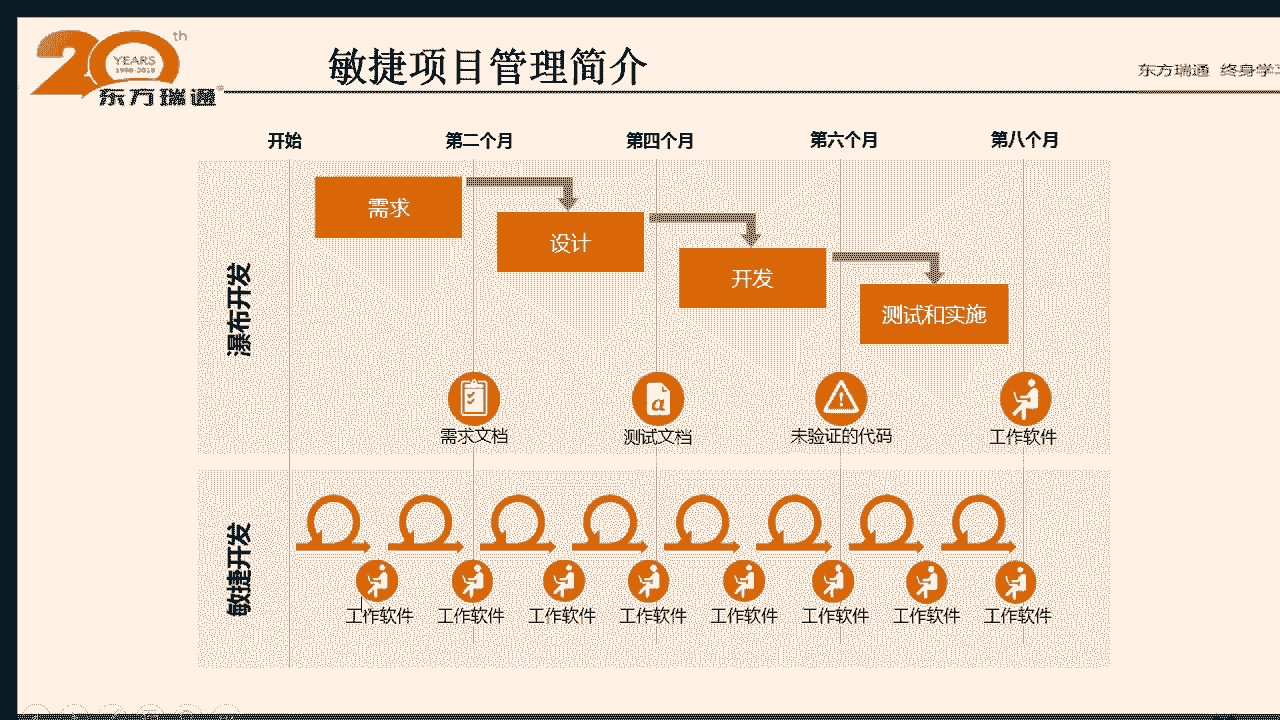 20th
YEARS
1998-2018
东方瑞通
敏捷项目管理简介
东方瑞通 终身学习
开始
第二个月
第四个月
第六个月
第八个月
瀑布开发
需求
设计
开发
测试和实施
需求文档
测试文档
未验证的代码
工作软件
敏捷开发
工作软件
工作软件
工作软件
工作软件
工作软件
工作软件
工作软件
工作软件